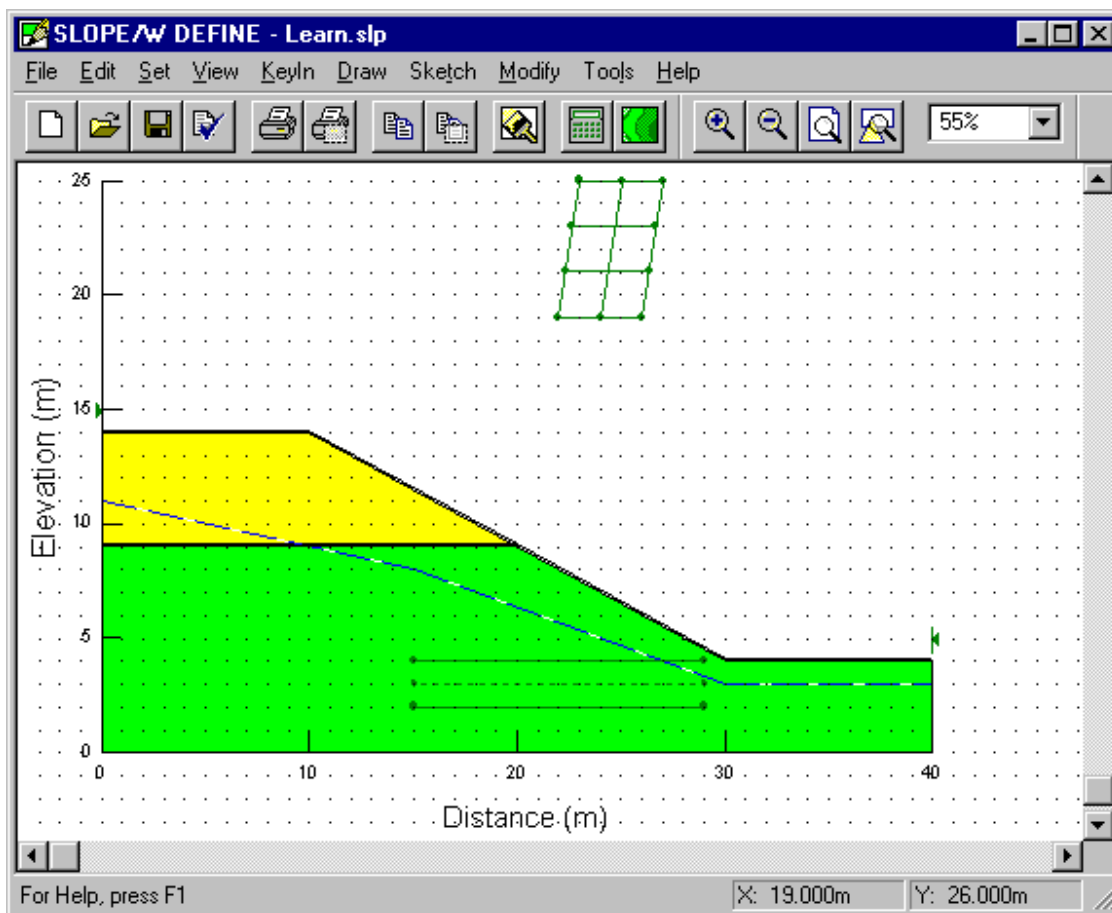 SLOPE/W DEFINE - Learn.slp
File Edit Set View KeyIn Draw Sketch Modify Tools Help
55%
25
20
15
10
5
0
Elevation (m)
0 10 20 30 40
Distance (m)
For Help, press F1 X: 19.000m Y: 26.000m